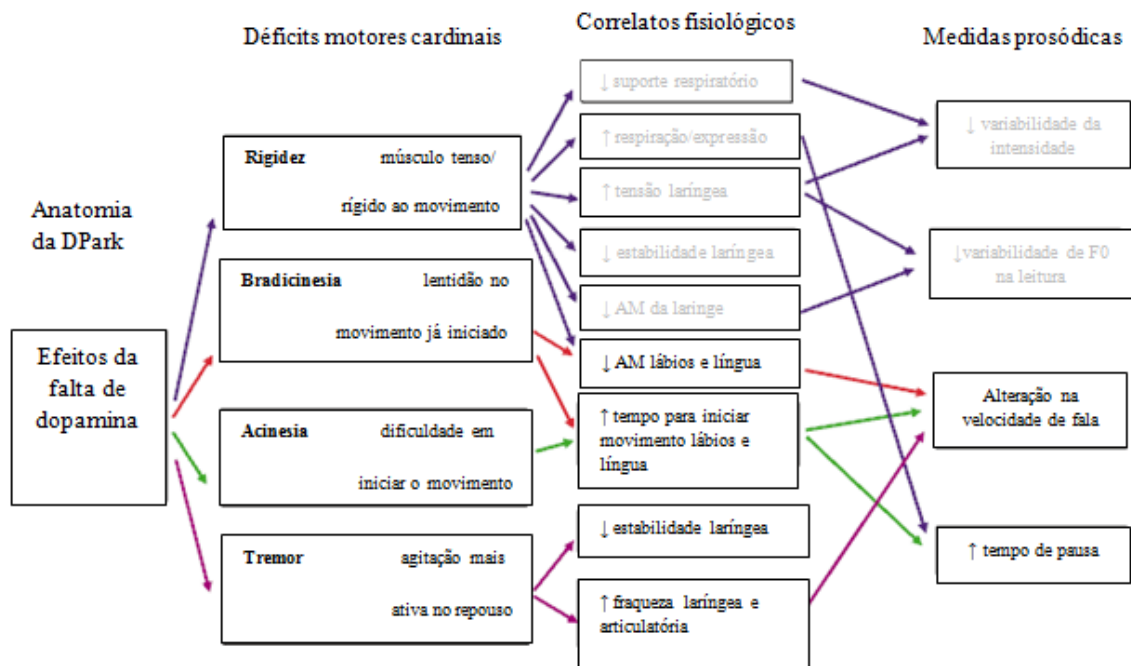 Déficits motores cardinais
Correlatos fisiológicos
Medidas prosódicas
Anatomia
da DPark
Efeitos da
falta de
dopamina
Rigidez músculo tenso/
rígido ao movimento
Bradicinesia lentidão no
movimento já iniciado
Acinesia dificuldade em
iniciar o movimento
Tremor agitação mais
ativa no repouso
↓ suporte respiratório
↑ respiração/expressão
↑ tensão laríngea
↓ estabilidade laríngea
↓ AM da laringe
↓ AM lábios e língua
↑ tempo para iniciar
movimento lábios e
língua
↓ estabilidade laríngea
↑ fraqueza laríngea e
articulatória
↓ variabilidade da
intensidade
↓variabilidade de F0
na leitura
Alteração na
velocidade de fala
↑ tempo de pausa